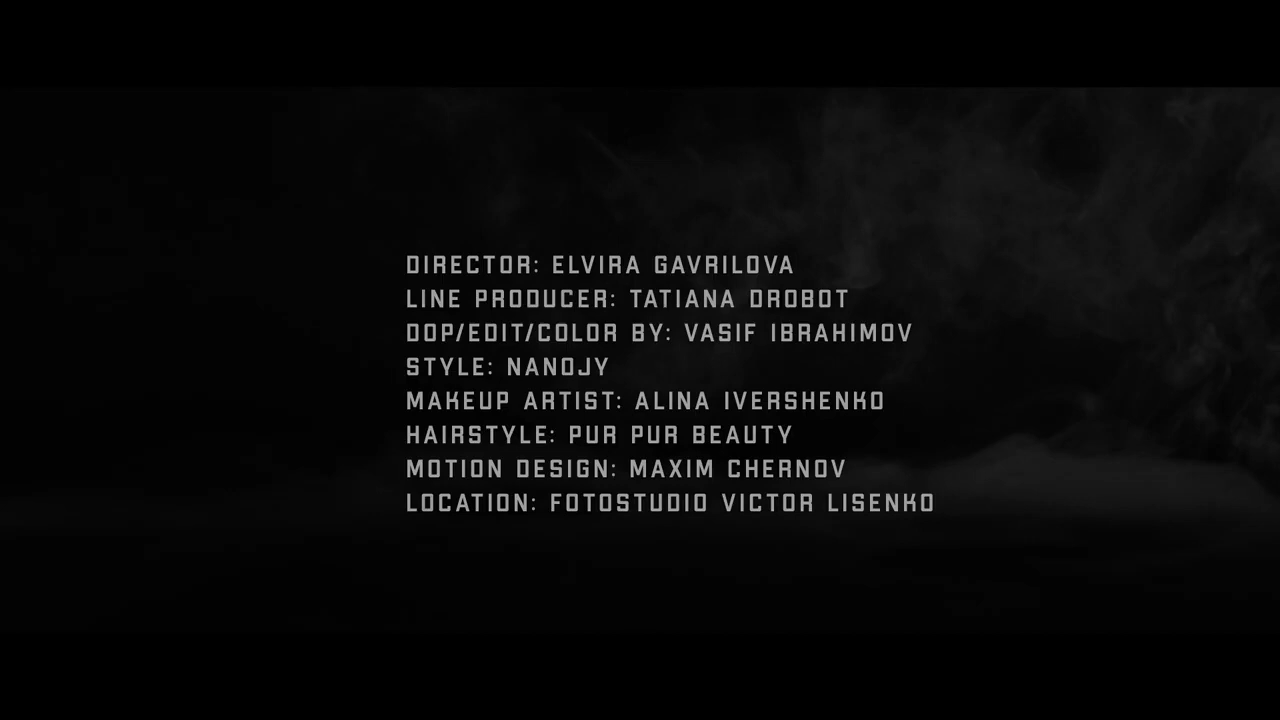 DIRECTOR: ELVIRA GAVRILOVA
LINE PRODUCER: TATIANA DROBOT
DOP/EDIT/COLOR BY: VASIF IBRAHIMOV
STYLE: NANOJY
MAKEUP ARTIST: ALINA IVERSHENKO
HAIRSTYLE: PUR PUR BEAUTY
MOTION DESIGN: MAXIM CHERNOV
LOCATION: FOTOSTUDIO VICTOR LISENKO